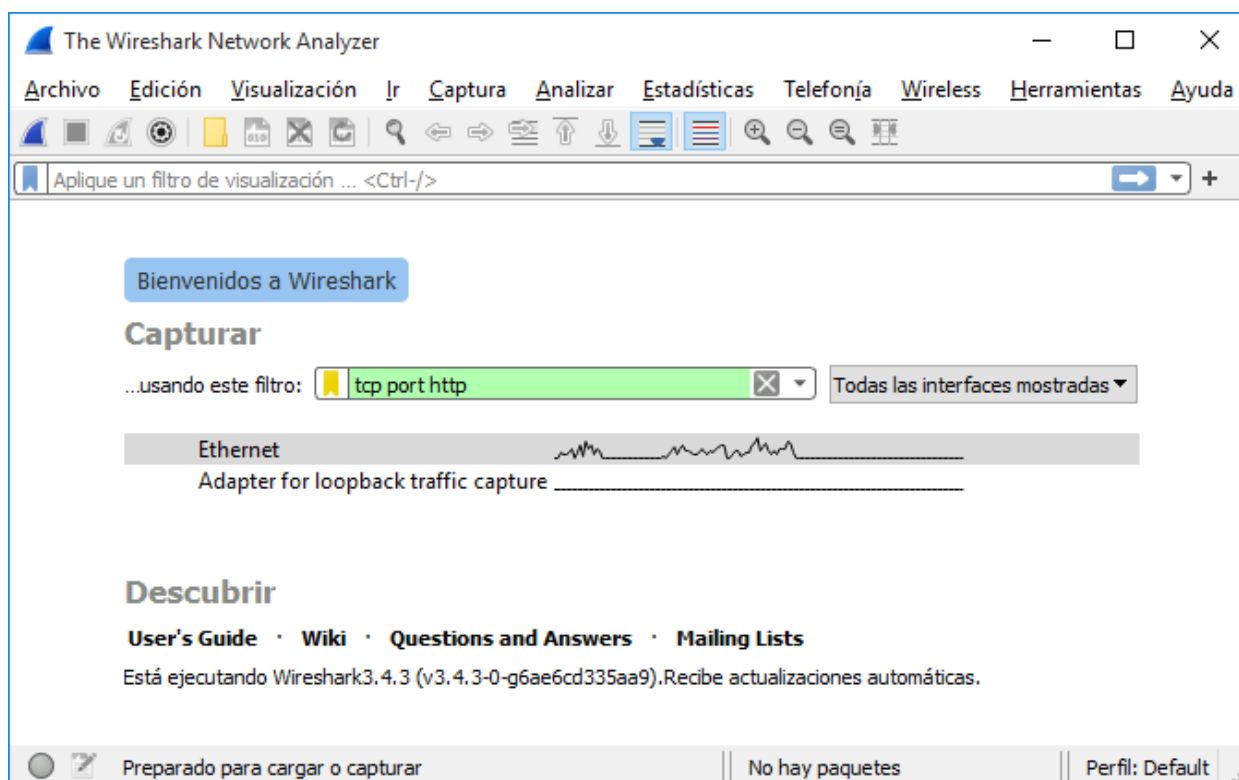 The Wireshark Network Analyzer
Archivo Edición Visualización Ir Captura Analizar Estadísticas Telefonía Wireless Herramientas Ayuda
Aplique un filtro de visualización ... <Ctrl-/>
Bienvenidos a Wireshark
Capturar
...usando este filtro: tcp port http Todas las interfaces mostradas
Ethernet
Adapter for loopback traffic capture
Descubrir
User's Guide · Wiki · Questions and Answers · Mailing Lists
Está ejecutando Wireshark3.4.3 (v3.4.3-0-g6ae6cd335aa9).Recibe actualizaciones automáticas.
Preparado para cargar o capturar No hay paquetes Perfil: Default